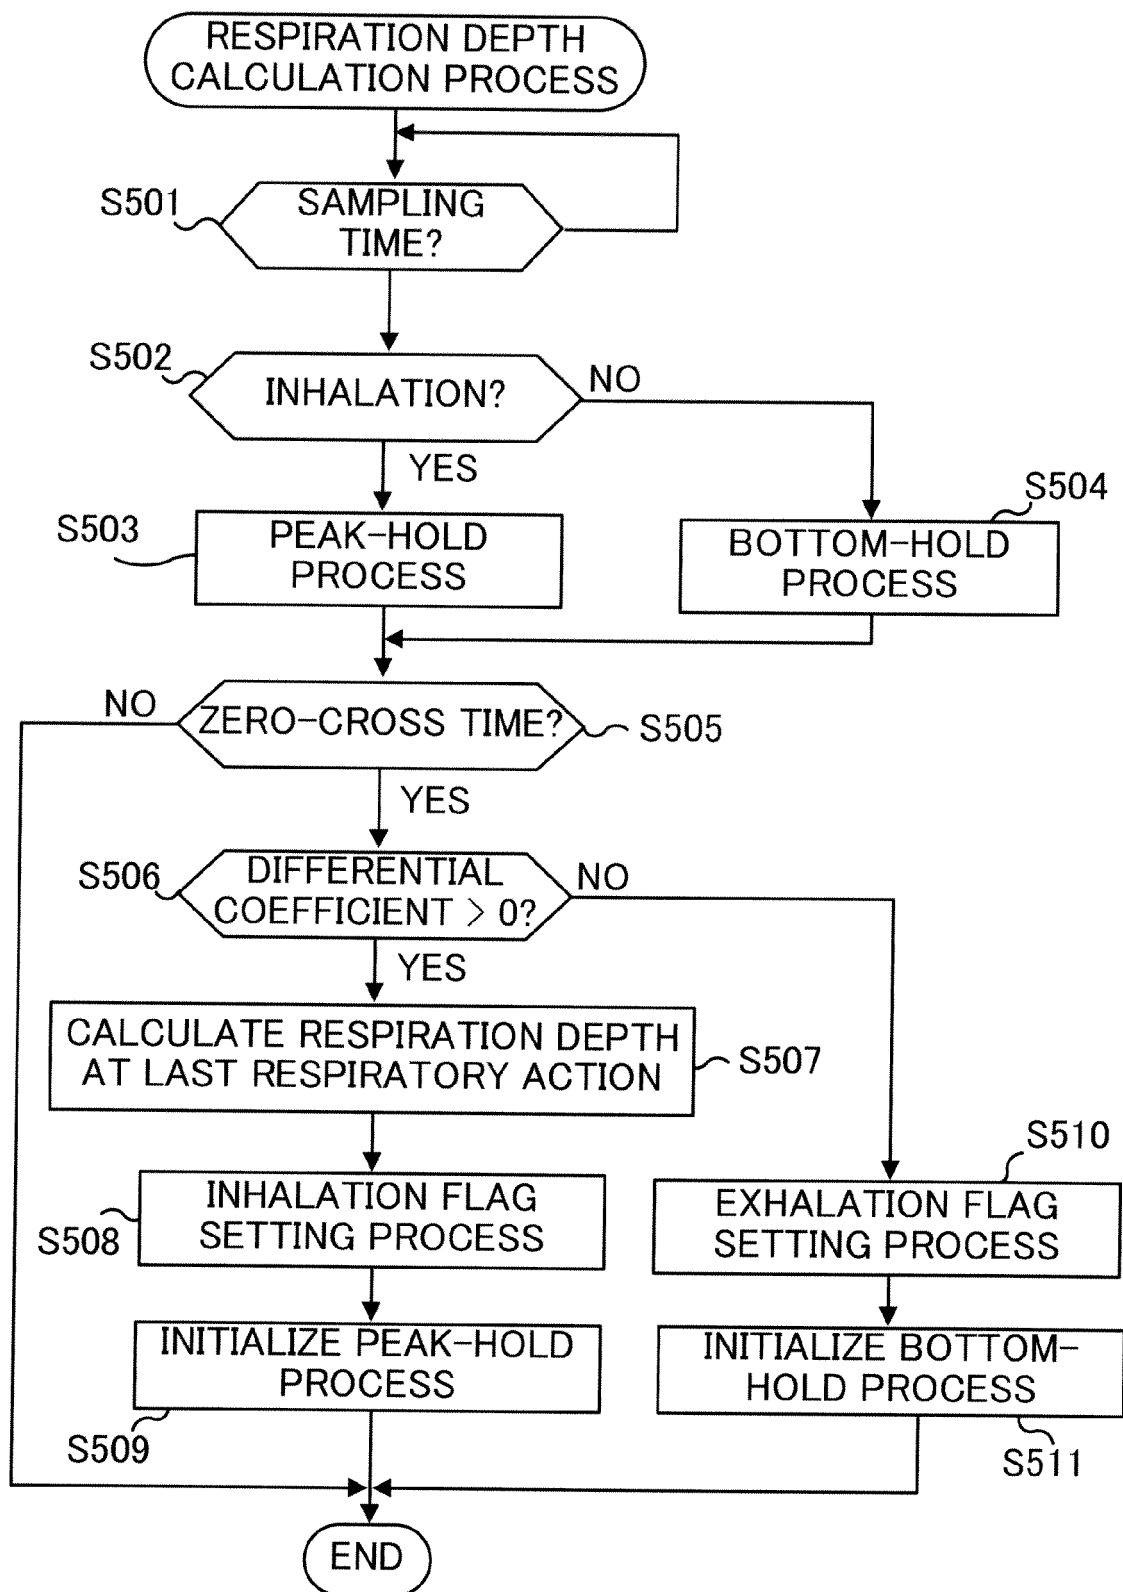 RESPIRATION DEPTH
CALCULATION PROCESS
S501
SAMPLING
TIME?
S502
INHALATION?
NO
YES
S503
PEAK-HOLD
PROCESS
S504
BOTTOM-HOLD
PROCESS
NO
ZERO-CROSS TIME?
S505
YES
S506
DIFFERENTIAL
COEFFICIENT > 0?
NO
YES
CALCULATE RESPIRATION DEPTH
AT LAST RESPIRATORY ACTION
S507
S508
INHALATION FLAG
SETTING PROCESS
S510
EXHALATION FLAG
SETTING PROCESS
INITIALIZE PEAK-HOLD
PROCESS
S509
INITIALIZE BOTTOM-
HOLD PROCESS
S511
END